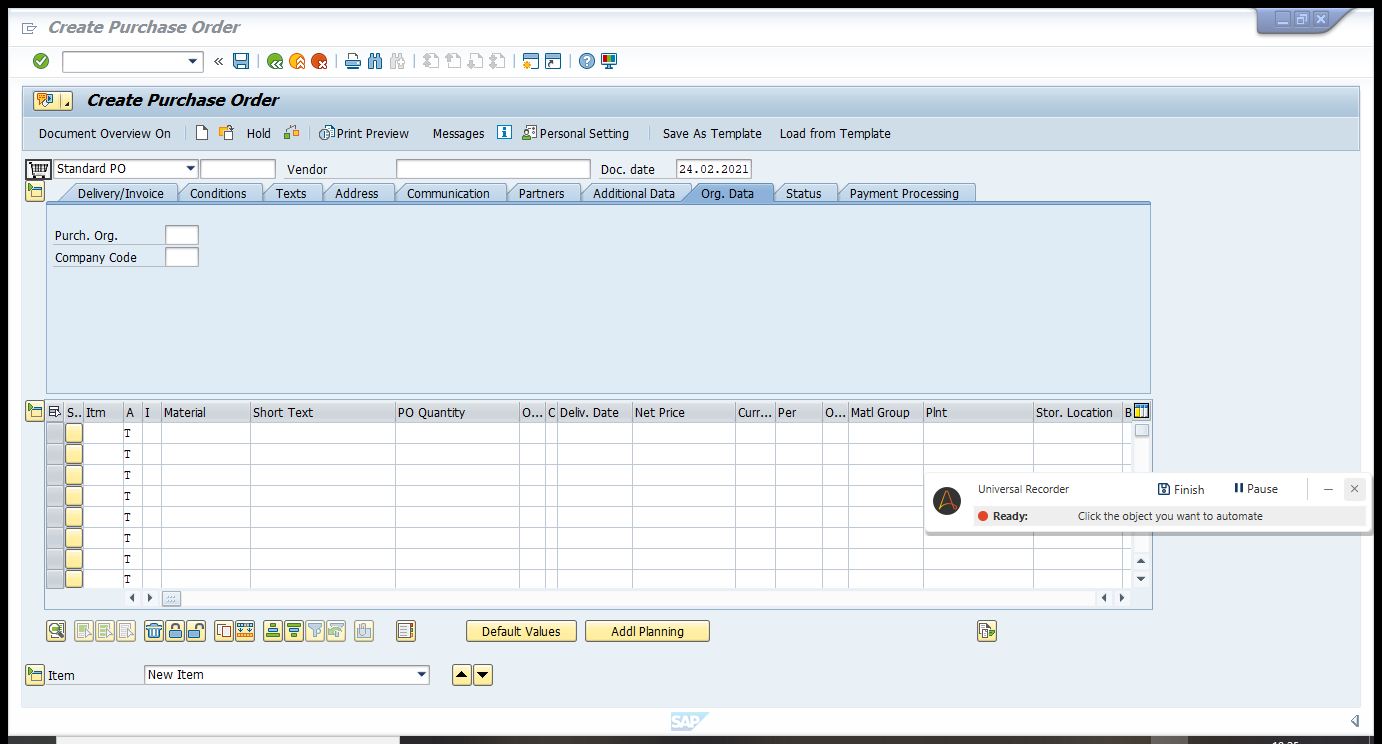 Create Purchase Order
Create Purchase Order
Document Overview On Hold Print Preview Messages Personal Setting Save As Template Load from Template
Standard PO Vendor Doc. date 24.02.2021
Delivery/Invoice Conditions Texts Address Communication Partners Additional Data Org. Data Status Payment Processing
Purch. Org.
Company Code
S.. Itm A I Material Short Text PO Quantity O... C Deliv. Date Net Price Curr... Per O... Matl Group Plnt Stor. Location B
T
T
T
T
T
T
T
T
Universal Recorder Finish Pause
Ready: Click the object you want to automate
Default Values Addl Planning
Item New Item
SAP